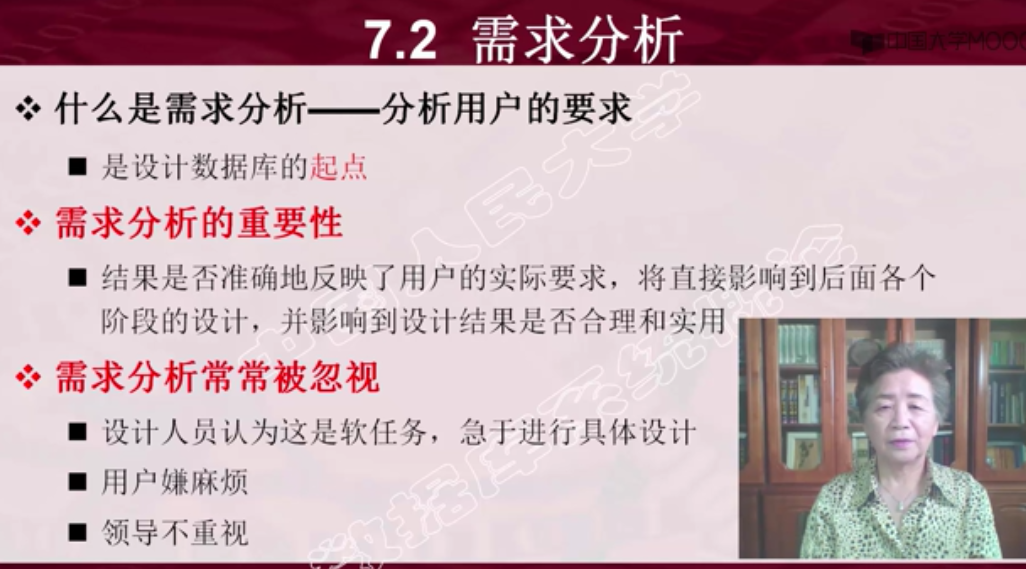 7.2 需求分析
中国大学MOOC
❖ 什么是需求分析——分析用户的要求
■ 是设计数据库的起点
❖ 需求分析的重要性
■ 结果是否准确地反映了用户的实际要求，将直接影响到后面各个
阶段的设计，并影响到设计结果是否合理和实用
❖ 需求分析常常被忽视
■ 设计人员认为这是软任务，急于进行具体设计
■ 用户嫌麻烦
■ 领导不重视
中国人民大学
数据库系统概论